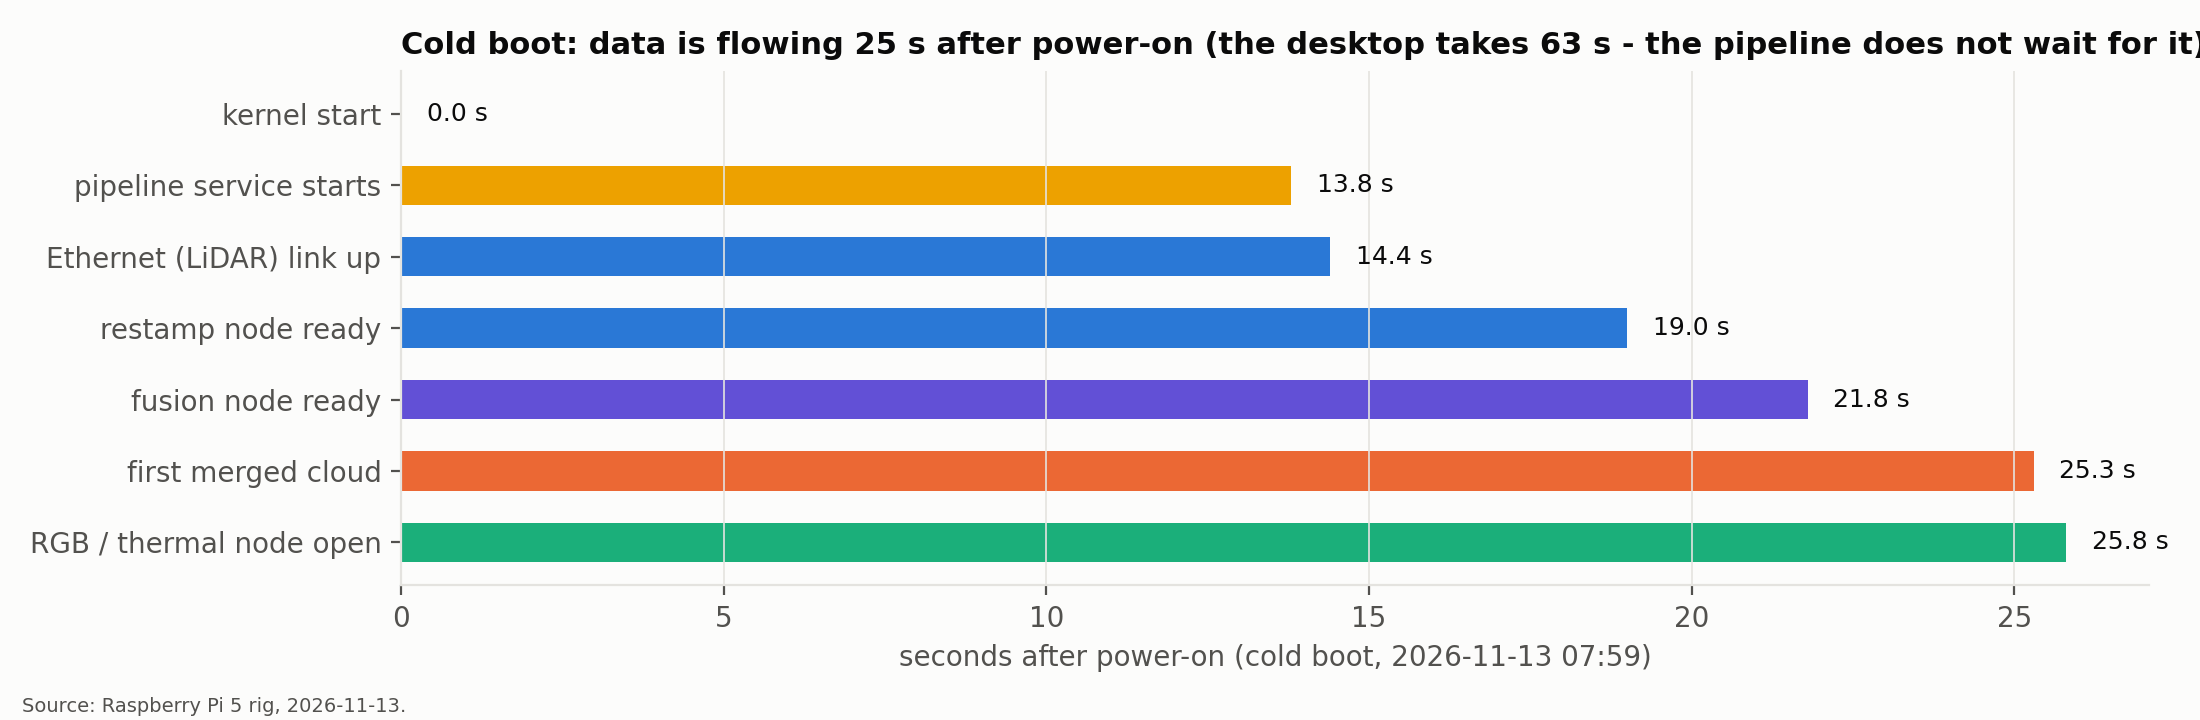 Cold boot: data is flowing 25 s after power-on (the desktop takes 63 s - the pipeline does not wait for it)
kernel start
0.0 s
pipeline service starts
13.8 s
Ethernet (LiDAR) link up
14.4 s
restamp node ready
19.0 s
fusion node ready
21.8 s
first merged cloud
25.3 s
RGB / thermal node open
25.8 s
0 5 10 15 20 25
seconds after power-on (cold boot, 2026-11-13 07:59)
Source: Raspberry Pi 5 rig, 2026-11-13.